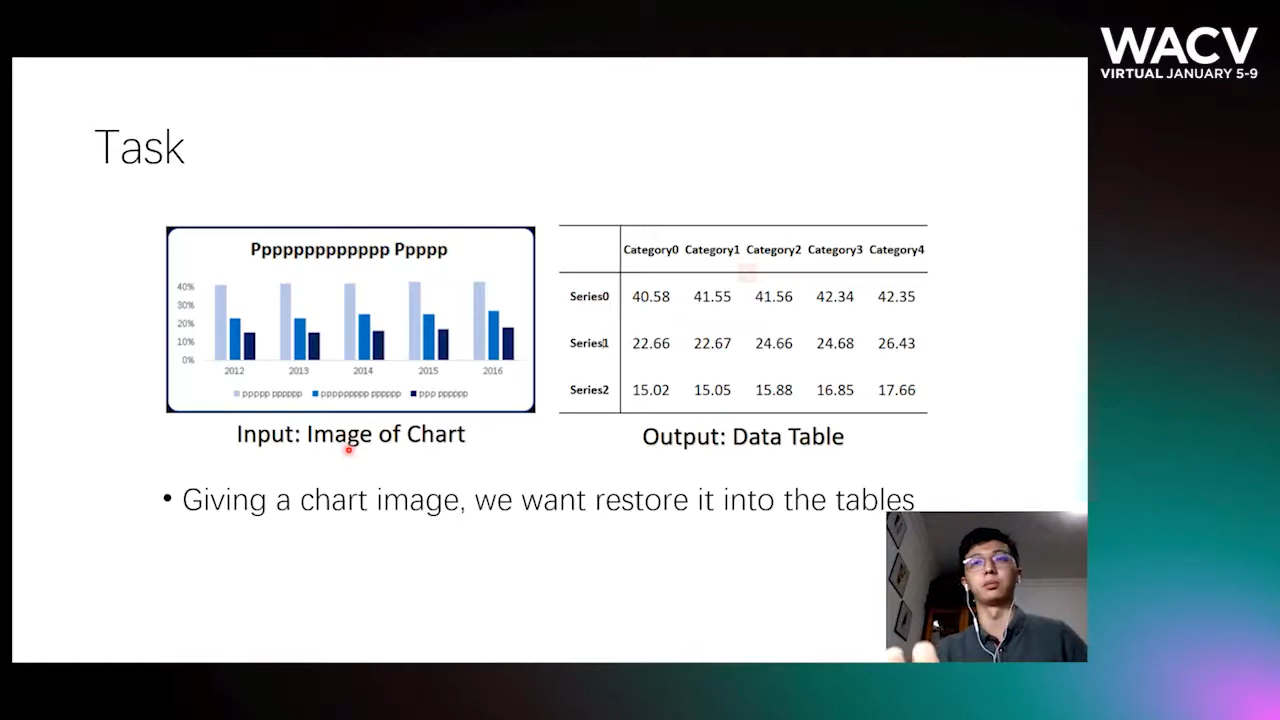 WACV
VIRTUAL JANUARY 5-9
Task
Pppppppppppp Ppppp
40%
30%
20%
10%
0%
2012 2013 2014 2015 2016
ppppp pppppp ppppppppp pppppp ppp pppppp
Input: Image of Chart
Category0 Category1 Category2 Category3 Category4
Series0 40.58 41.55 41.56 42.34 42.35
Series1 22.66 22.67 24.66 24.68 26.43
Series2 15.02 15.05 15.88 16.85 17.66
Output: Data Table
• Giving a chart image, we want restore it into the tables